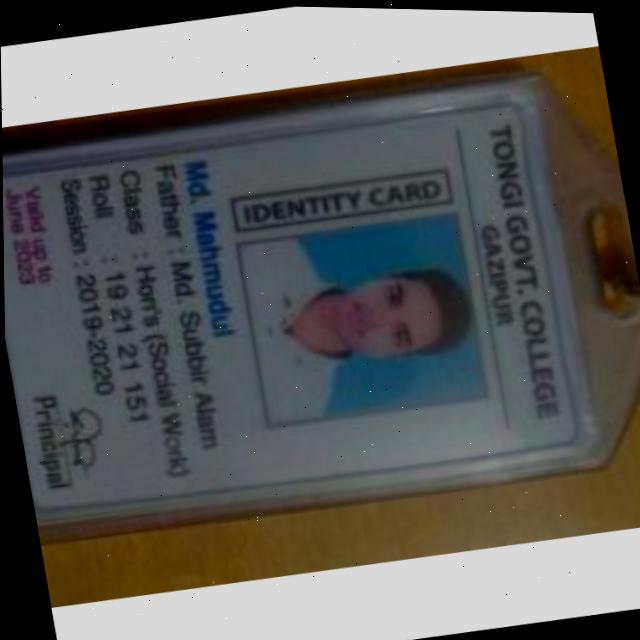 TONGI GOVT. COLLEGE
GAZIPUR
IDENTITY CARD
Md. Mahmudul
Father : Md. Subbir Alam
Class : Hon's (Social Work)
Roll : 19 21 21 151
Session : 2019-2020
Valid up to
June 2023
Principal